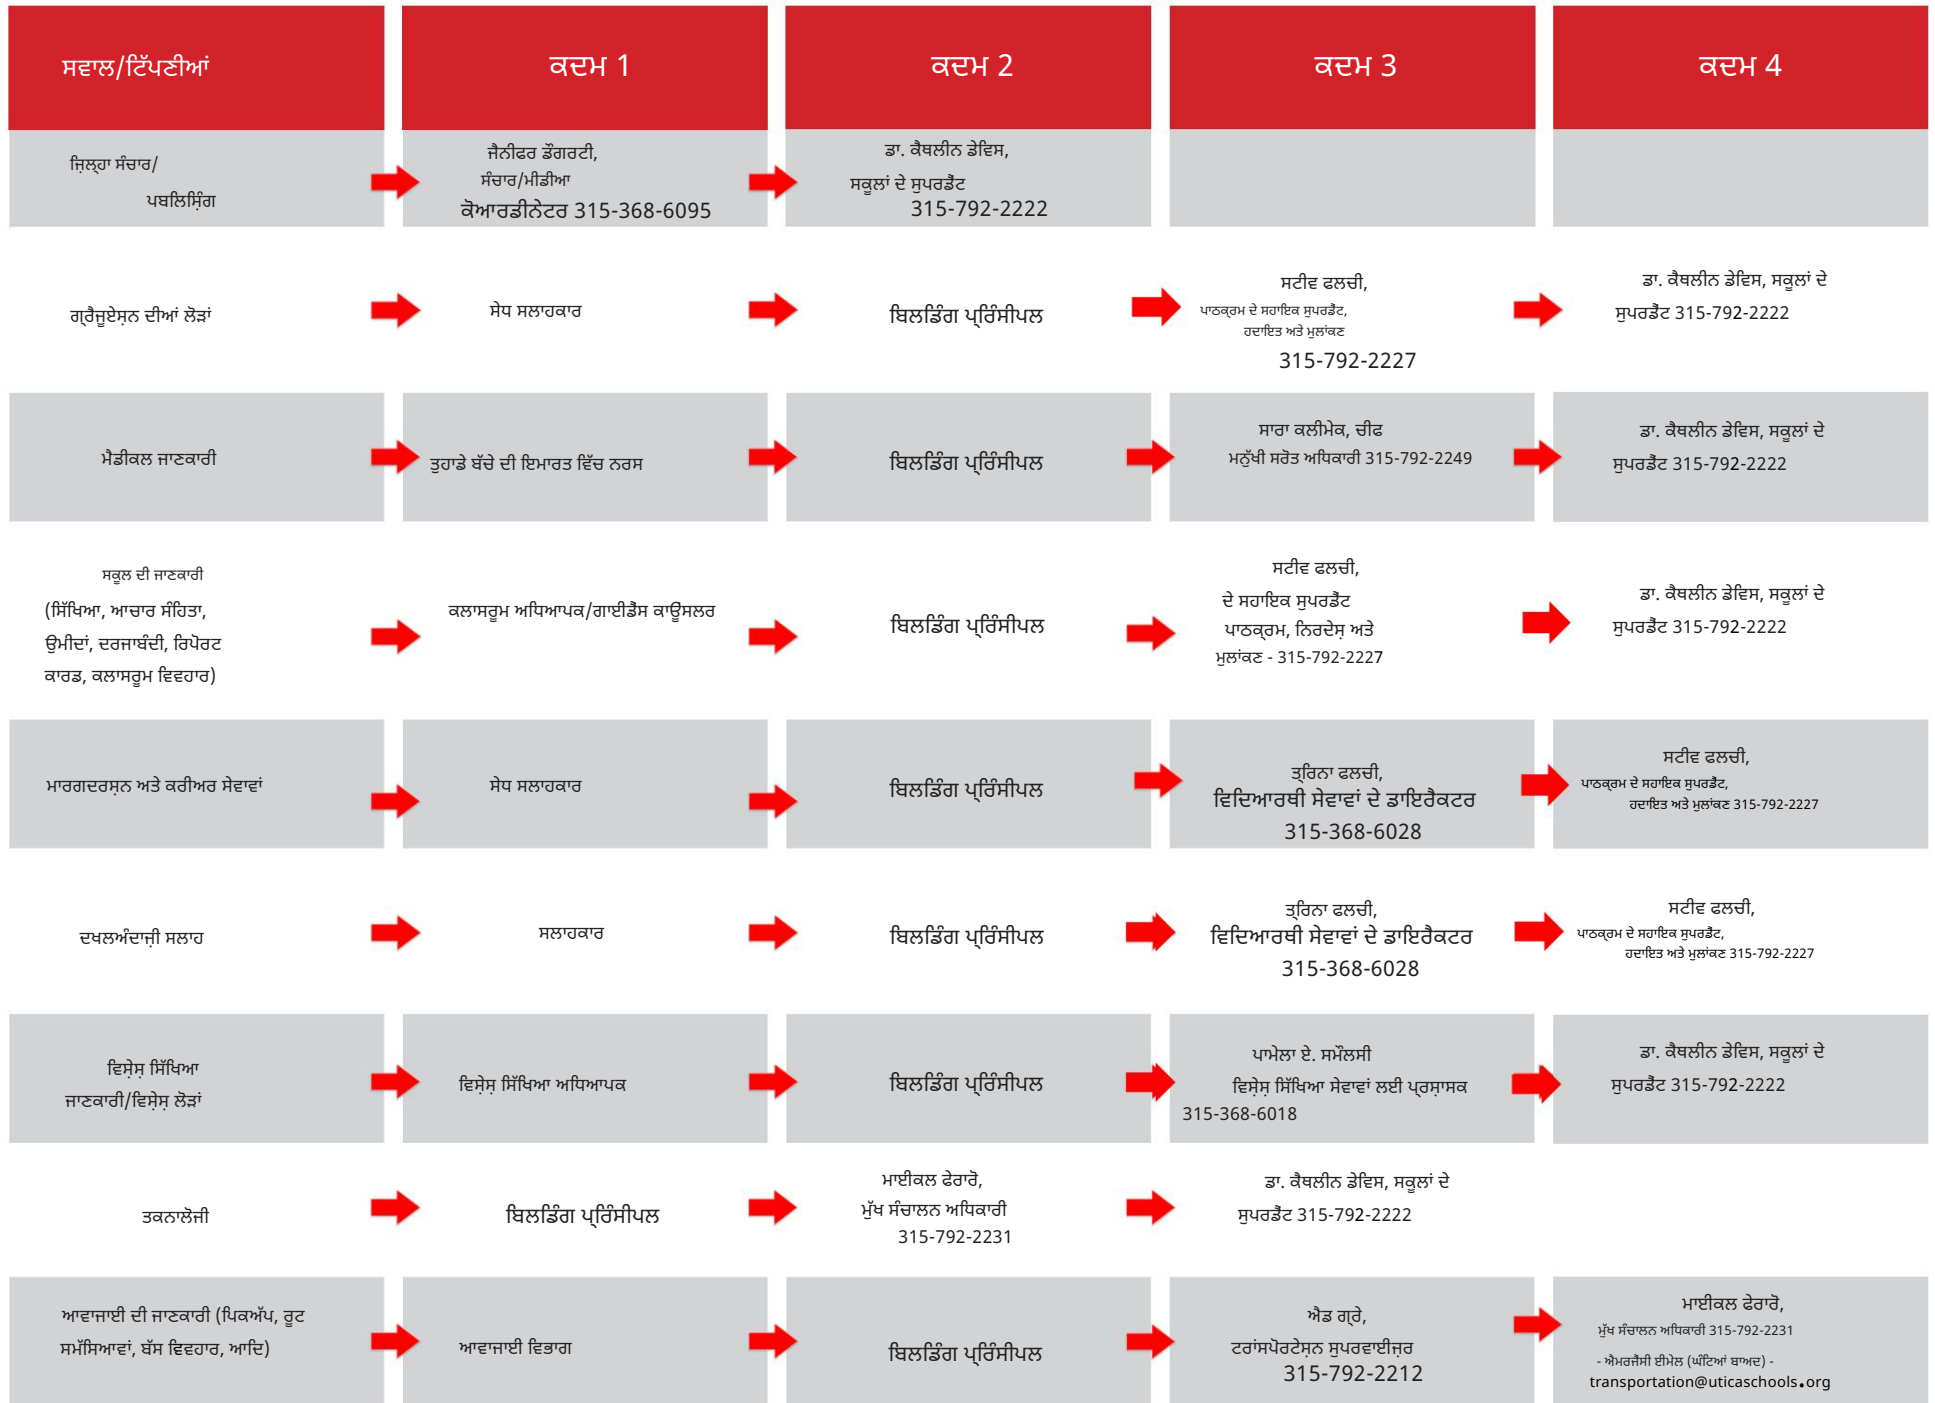 ਸਵਾਲ/ਟਿੱਪਣੀਆਂ
ਕਦਮ 1
ਕਦਮ 2
ਕਦਮ 3
ਕਦਮ 4
ਜ਼ਿਲ੍ਹਾ ਸੰਚਾਰ/
ਪਬਲਿਸ਼ਿੰਗ
ਜੈਨੀਫਰ ਡੌਗਰਟੀ,
ਸੰਚਾਰ/ਮੀਡੀਆ
ਕੋਆਰਡੀਨੇਟਰ 315-368-6095
ਡਾ. ਕੈਥਲੀਨ ਡੇਵਿਸ,
ਸਕੂਲਾਂ ਦੇ ਸੁਪਰਡੈਂਟ
315-792-2222
ਗ੍ਰੈਜੂਏਸ਼ਨ ਦੀਆਂ ਲੋੜਾਂ
ਸੇਧ ਸਲਾਹਕਾਰ
ਬਿਲਡਿੰਗ ਪ੍ਰਿੰਸੀਪਲ
ਸਟੀਵ ਫਲਚੀ,
ਪਾਠਕ੍ਰਮ ਦੇ ਸਹਾਇਕ ਸੁਪਰਡੈਂਟ,
ਹਦਾਇਤ ਅਤੇ ਮੁਲਾਂਕਣ
315-792-2227
ਡਾ. ਕੈਥਲੀਨ ਡੇਵਿਸ, ਸਕੂਲਾਂ ਦੇ
ਸੁਪਰਡੈਂਟ 315-792-2222
ਮੈਡੀਕਲ ਜਾਣਕਾਰੀ
ਤੁਹਾਡੇ ਬੱਚੇ ਦੀ ਇਮਾਰਤ ਵਿੱਚ ਨਰਸ
ਬਿਲਡਿੰਗ ਪ੍ਰਿੰਸੀਪਲ
ਸਾਰਾ ਕਲੀਮੇਕ, ਚੀਫ
ਮਨੁੱਖੀ ਸਰੋਤ ਅਧਿਕਾਰੀ 315-792-2249
ਡਾ. ਕੈਥਲੀਨ ਡੇਵਿਸ, ਸਕੂਲਾਂ ਦੇ
ਸੁਪਰਡੈਂਟ 315-792-2222
ਸਕੂਲ ਦੀ ਜਾਣਕਾਰੀ
(ਸਿੱਖਿਆ, ਆਚਾਰ ਸੰਹਿਤਾ,
ਉਮੀਦਾਂ, ਦਰਜਾਬੰਦੀ, ਰਿਪੋਰਟ
ਕਾਰਡ, ਕਲਾਸਰੂਮ ਵਿਵਹਾਰ)
ਕਲਾਸਰੂਮ ਅਧਿਆਪਕ/ਗਾਈਡੈਂਸ ਕਾਊਂਸਲਰ
ਬਿਲਡਿੰਗ ਪ੍ਰਿੰਸੀਪਲ
ਸਟੀਵ ਫਲਚੀ,
ਦੇ ਸਹਾਇਕ ਸੁਪਰਡੈਂਟ
ਪਾਠਕ੍ਰਮ, ਨਿਰਦੇਸ਼ ਅਤੇ
ਮੁਲਾਂਕਣ - 315-792-2227
ਡਾ. ਕੈਥਲੀਨ ਡੇਵਿਸ, ਸਕੂਲਾਂ ਦੇ
ਸੁਪਰਡੈਂਟ 315-792-2222
ਮਾਰਗਦਰਸ਼ਨ ਅਤੇ ਕਰੀਅਰ ਸੇਵਾਵਾਂ
ਸੇਧ ਸਲਾਹਕਾਰ
ਬਿਲਡਿੰਗ ਪ੍ਰਿੰਸੀਪਲ
ਤ੍ਰਿਨਾ ਫਲਚੀ,
ਵਿਦਿਆਰਥੀ ਸੇਵਾਵਾਂ ਦੇ ਡਾਇਰੈਕਟਰ
315-368-6028
ਸਟੀਵ ਫਲਚੀ,
ਪਾਠਕ੍ਰਮ ਦੇ ਸਹਾਇਕ ਸੁਪਰਡੈਂਟ,
ਹਦਾਇਤ ਅਤੇ ਮੁਲਾਂਕਣ 315-792-2227
ਦਖਲਅੰਦਾਜ਼ੀ ਸਲਾਹ
ਸਲਾਹਕਾਰ
ਬਿਲਡਿੰਗ ਪ੍ਰਿੰਸੀਪਲ
ਤ੍ਰਿਨਾ ਫਲਚੀ,
ਵਿਦਿਆਰਥੀ ਸੇਵਾਵਾਂ ਦੇ ਡਾਇਰੈਕਟਰ
315-368-6028
ਸਟੀਵ ਫਲਚੀ,
ਪਾਠਕ੍ਰਮ ਦੇ ਸਹਾਇਕ ਸੁਪਰਡੈਂਟ,
ਹਦਾਇਤ ਅਤੇ ਮੁਲਾਂਕਣ 315-792-2227
ਵਿਸ਼ੇਸ਼ ਸਿੱਖਿਆ
ਜਾਣਕਾਰੀ/ਵਿਸ਼ੇਸ਼ ਲੋੜਾਂ
ਵਿਸ਼ੇਸ਼ ਸਿੱਖਿਆ ਅਧਿਆਪਕ
ਬਿਲਡਿੰਗ ਪ੍ਰਿੰਸੀਪਲ
ਪਾਮੇਲਾ ਏ. ਸਮੌਲਸੀ
ਵਿਸ਼ੇਸ਼ ਸਿੱਖਿਆ ਸੇਵਾਵਾਂ ਲਈ ਪ੍ਰਸ਼ਾਸਕ
315-368-6018
ਡਾ. ਕੈਥਲੀਨ ਡੇਵਿਸ, ਸਕੂਲਾਂ ਦੇ
ਸੁਪਰਡੈਂਟ 315-792-2222
ਤਕਨਾਲੋਜੀ
ਬਿਲਡਿੰਗ ਪ੍ਰਿੰਸੀਪਲ
ਮਾਈਕਲ ਫੇਰਾਰੋ,
ਮੁੱਖ ਸੰਚਾਲਨ ਅਧਿਕਾਰੀ
315-792-2231
ਡਾ. ਕੈਥਲੀਨ ਡੇਵਿਸ, ਸਕੂਲਾਂ ਦੇ
ਸੁਪਰਡੈਂਟ 315-792-2222
ਆਵਾਜਾਈ ਦੀ ਜਾਣਕਾਰੀ (ਪਿਕਅੱਪ, ਰੂਟ
ਸਮੱਸਿਆਵਾਂ, ਬੱਸ ਵਿਵਹਾਰ, ਆਦਿ)
ਆਵਾਜਾਈ ਵਿਭਾਗ
ਬਿਲਡਿੰਗ ਪ੍ਰਿੰਸੀਪਲ
ਐਡ ਗ੍ਰੇ,
ਟਰਾਂਸਪੋਰਟੇਸ਼ਨ ਸੁਪਰਵਾਈਜ਼ਰ
315-792-2212
ਮਾਈਕਲ ਫੇਰਾਰੋ,
ਮੁੱਖ ਸੰਚਾਲਨ ਅਧਿਕਾਰੀ 315-792-2231
- ਐਮਰਜੈਂਸੀ ਈਮੇਲ (ਘੰਟਿਆਂ ਬਾਅਦ) -
transportation@uticaschools.org